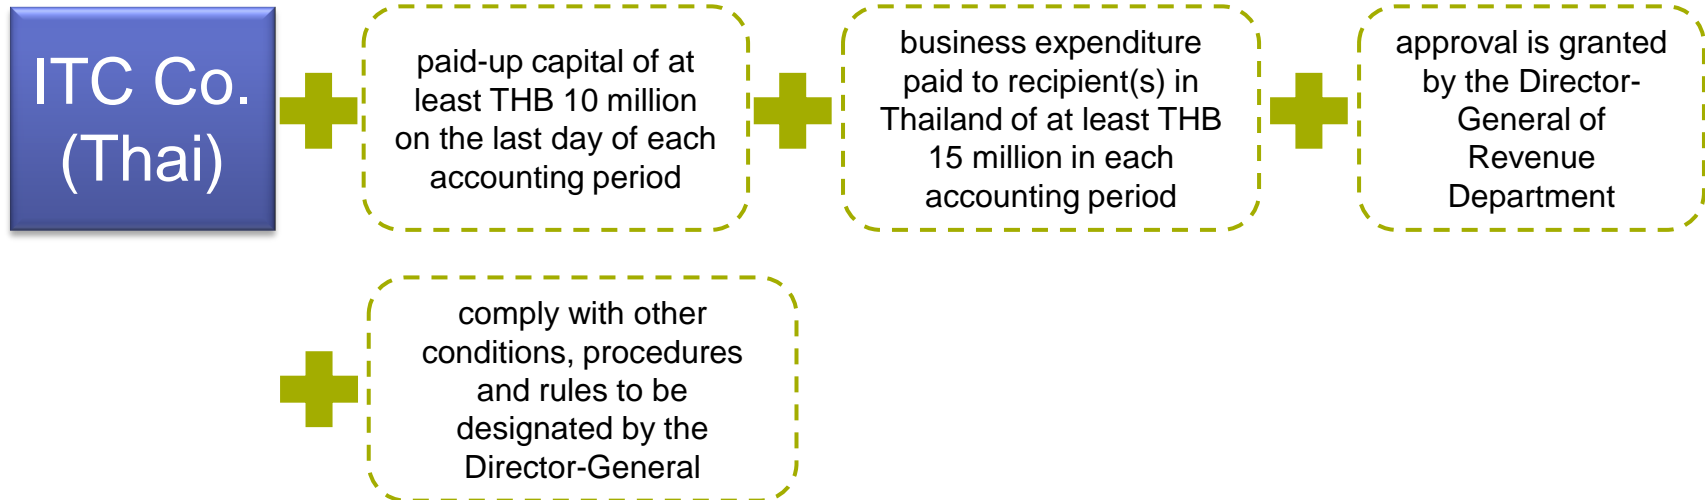 ITC Co.
(Thai)
paid-up capital of at
least THB 10 million
on the last day of each
accounting period
business expenditure
paid to recipient(s) in
Thailand of at least THB
15 million in each
accounting period
approval is granted
by the Director-
General of
Revenue
Department
comply with other
conditions, procedures
and rules to be
designated by the
Director-General